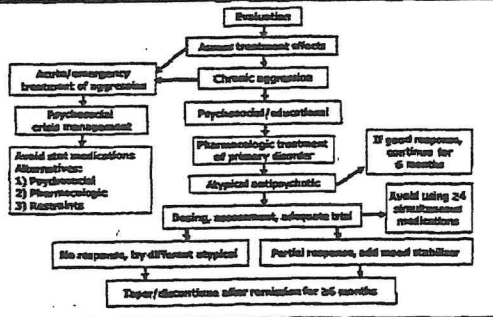 Evaluation
Assess treatment effects
Acute/emergency
treatment of aggression
Chronic aggression
Psychosocial
crisis management
Psychosocial/educational
Pharmacologic treatment
of primary disorder
If good response,
continue for
6 months
Avoid stat medications
Alternatives:
1) Psychosocial
2) Pharmacologic
3) Restraints
Atypical antipsychotic
Avoid using ≥4
simultaneous
medications
Dosing, assessment, adequate trial
No response, try different atypical
Partial response, add mood stabilizer
Taper/discontinue after remission for ≥6 months